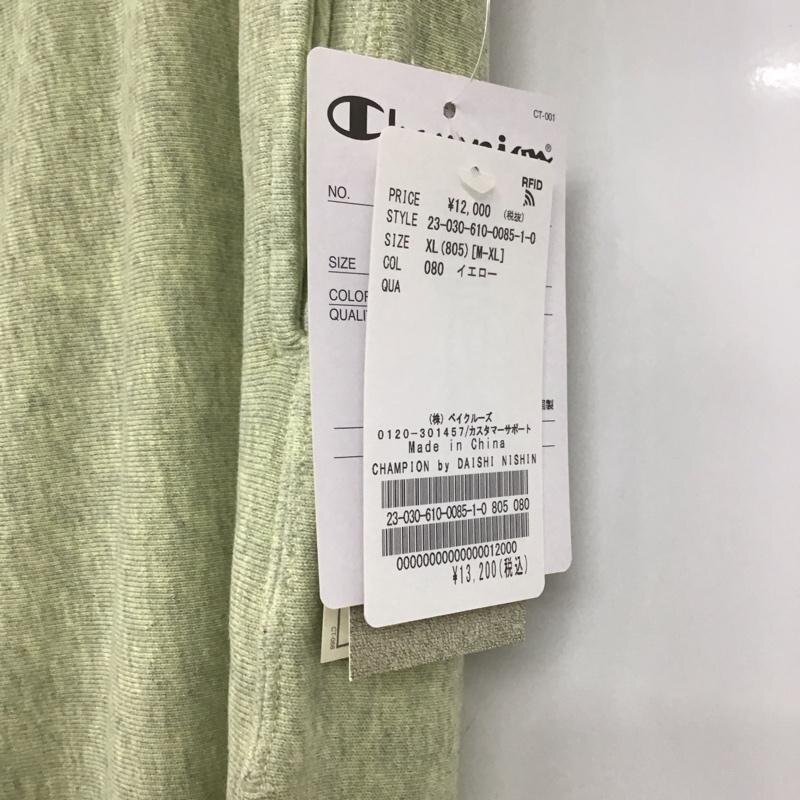 CT-001
Champion®
NO.
SIZE
COLOR
RFID
PRICE ¥12,000 (税抜)
STYLE 23-030-610-0085-1-0
SIZE XL(805)[M-XL]
COL 080 イエロー
QUA
(株) ベイクルーズ
0120-301457/カスタマーサポート
Made in China
CHAMPION by DAISHI NISHIN
23-030-610-0085-1-0 805 080
0000000000000012000
¥13,200(税込)